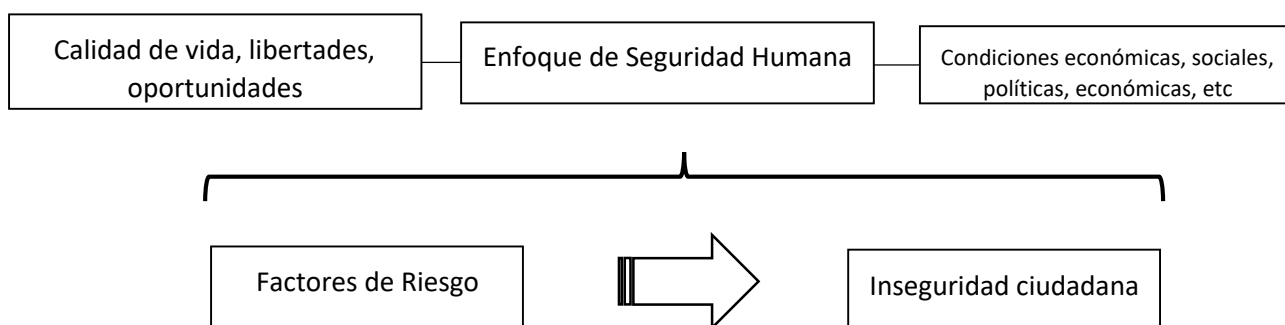 Calidad de vida, libertades,
oportunidades
Enfoque de Seguridad Humana
Condiciones económicas, sociales,
políticas, económicas, etc
Factores de Riesgo
Inseguridad ciudadana